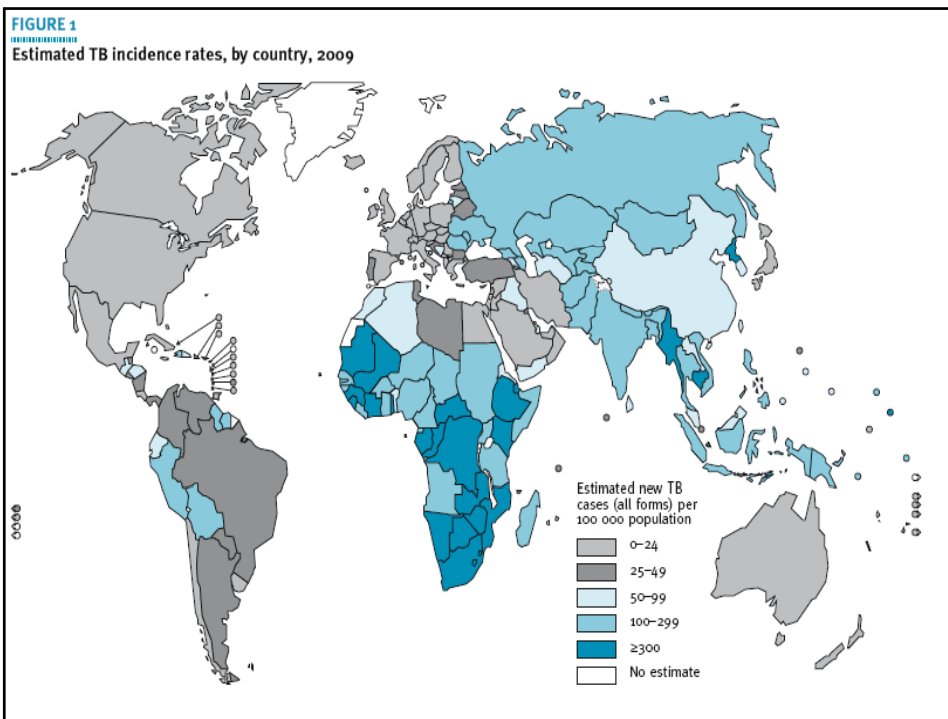 FIGURE 1
Estimated TB incidence rates, by country, 2009
Estimated new TB
cases (all forms) per
100 000 population
0–24
25–49
50–99
100–299
≥300
No estimate